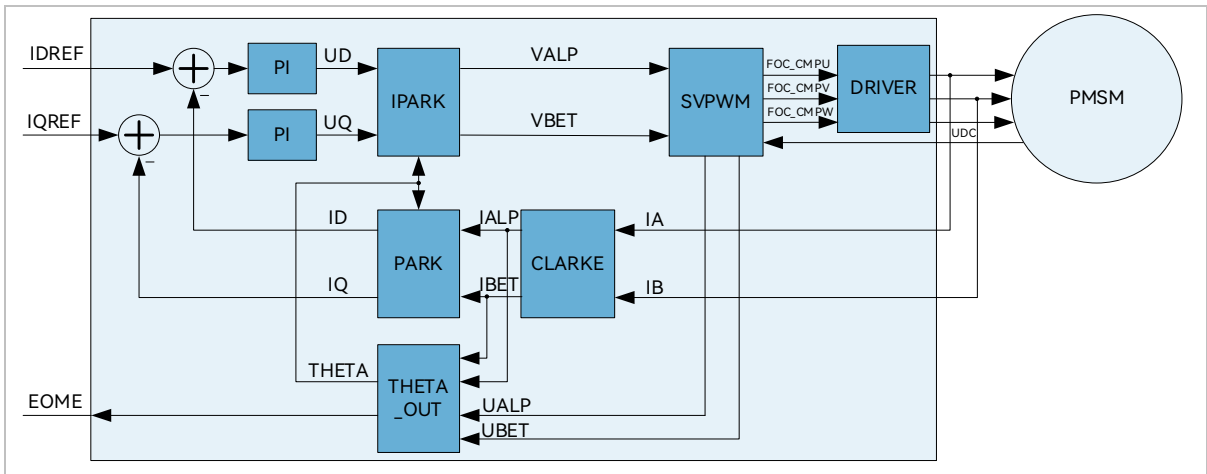 IDREF
PI
UD
IPARK
VALP
SVPWM
FOC_CMPU
FOC_CMPV
FOC_CMPW
DRIVER
PMSM
IQREF
PI
UQ
VBET
UDC
ID
PARK
IALP
CLARKE
IA
IQ
IBET
IB
THETA
THETA
_OUT
EOME
UALP
UBET